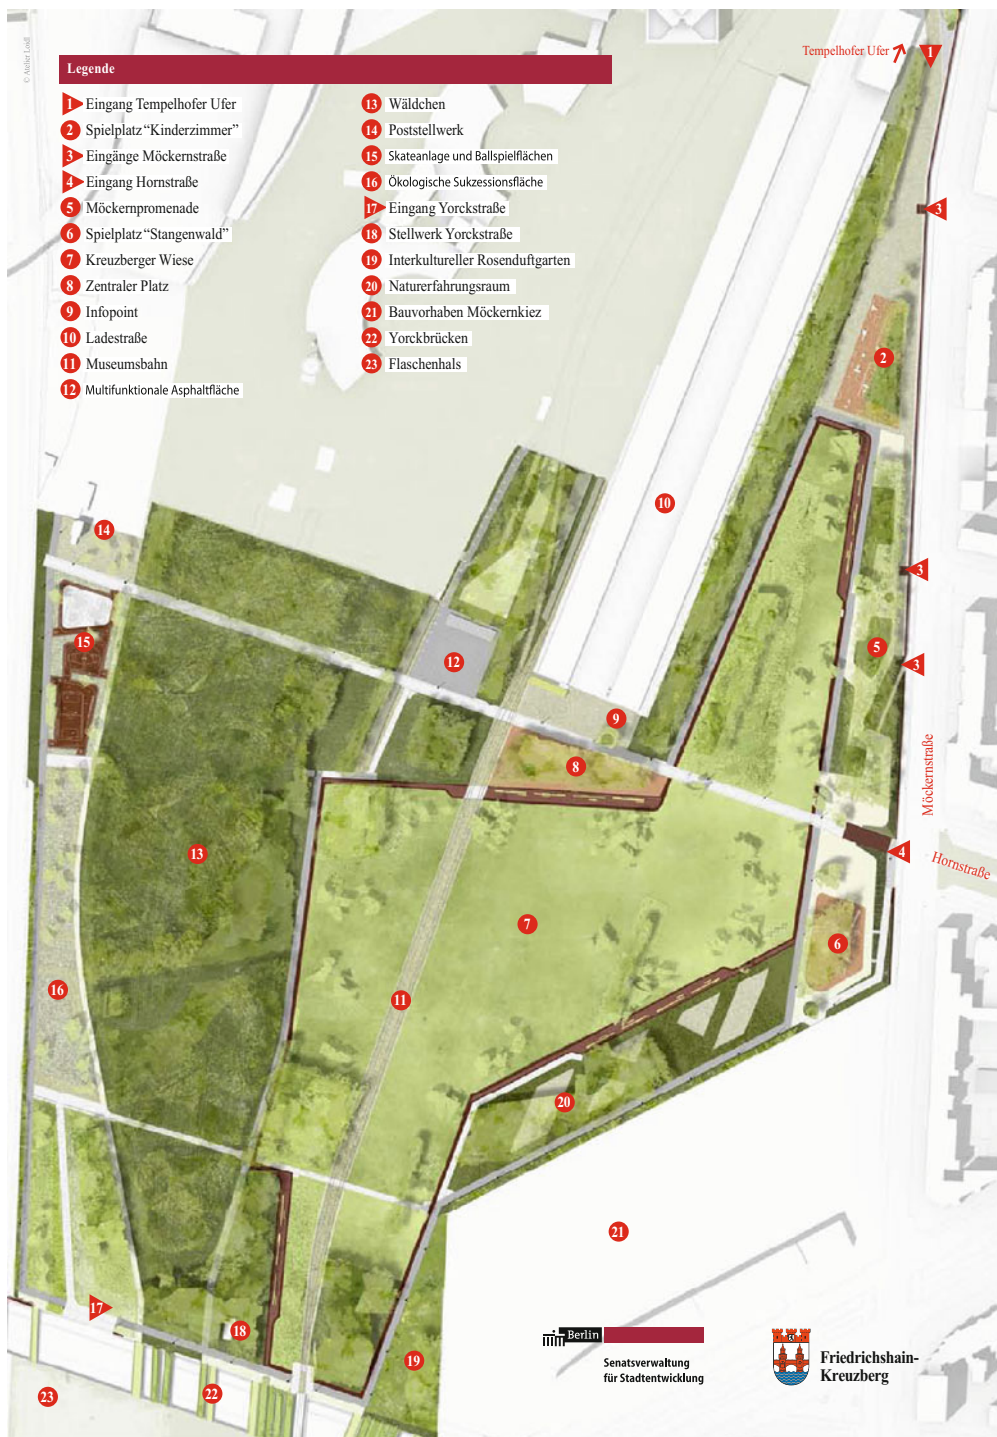 © Atelier Loidl
Legende
1 Eingang Tempelhofer Ufer
2 Spielplatz “Kinderzimmer”
3 Eingänge Möckernstraße
4 Eingang Hornstraße
5 Möckernpromenade
6 Spielplatz “Stangenwald”
7 Kreuzberger Wiese
8 Zentraler Platz
9 Infopoint
10 Ladestraße
11 Museumsbahn
12 Multifunktionale Asphaltfläche
13 Wäldchen
14 Poststellwerk
15 Skateanlage und Ballspielflächen
16 Ökologische Sukzessionsfläche
17 Eingang Yorckstraße
18 Stellwerk Yorckstraße
19 Interkultureller Rosenduftgarten
20 Naturerfahrungsraum
21 Bauvorhaben Möckernkiez
22 Yorckbrücken
23 Flaschenhals
Tempelhofer Ufer
1
3
2
10
14
3
15
5
12
3
9
8
Möckernstraße
13
4
Hornstraße
7
6
16
11
20
21
17
18
19
22
23
Berlin
Senatsverwaltung
für Stadtentwicklung
Friedrichshain-
Kreuzberg